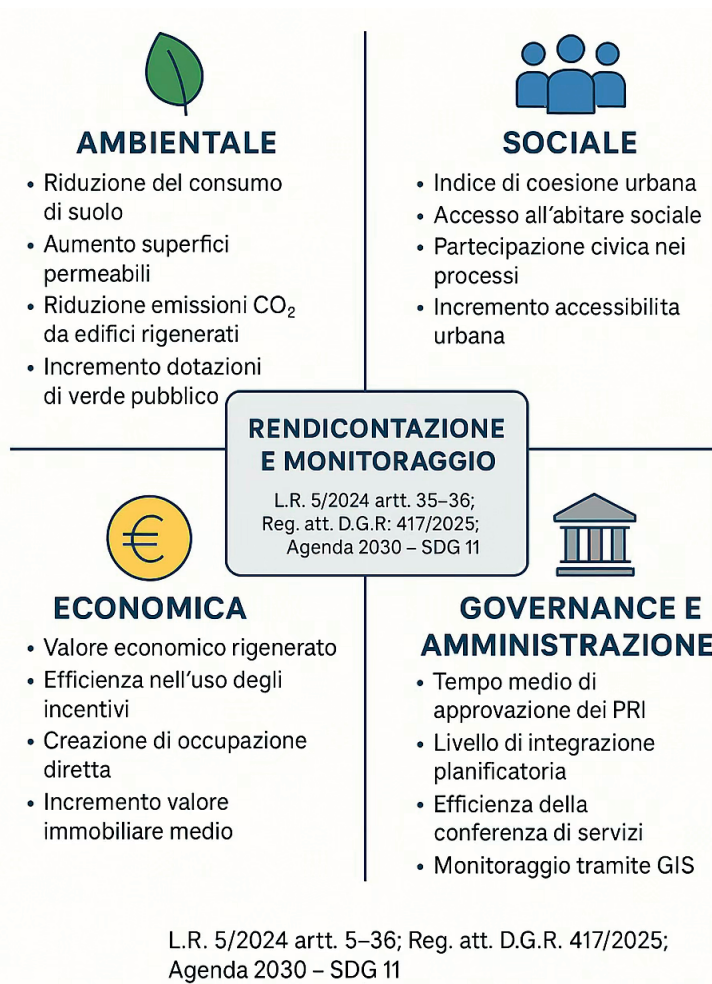 AMBIENTALE
• Riduzione del consumo
di suolo
• Aumento superfici
permeabili
• Riduzione emissioni CO₂
da edifici rigenerati
• Incremento dotazioni
di verde pubblico
SOCIALE
• Indice di coesione urbana
• Accesso all'abitare sociale
• Partecipazione civica nei
processi
• Incremento accessibilita
urbana
RENDICONTAZIONE
E MONITORAGGIO
L.R. 5/2024 artt. 35–36;
Reg. att. D.G.R: 417/2025;
Agenda 2030 – SDG 11
€
ECONOMICA
• Valore economico rigenerato
• Efficienza nell'uso degli
incentivi
• Creazione di occupazione
diretta
• Incremento valore
immobiliare medio
GOVERNANCE E
AMMINISTRAZIONE
• Tempo medio di
approvazione dei PRI
• Livello di integrazione
planificatoria
• Efficienza della
conferenza di servizi
• Monitoraggio tramite GIS
L.R. 5/2024 artt. 5–36; Reg. att. D.G.R. 417/2025;
Agenda 2030 – SDG 11